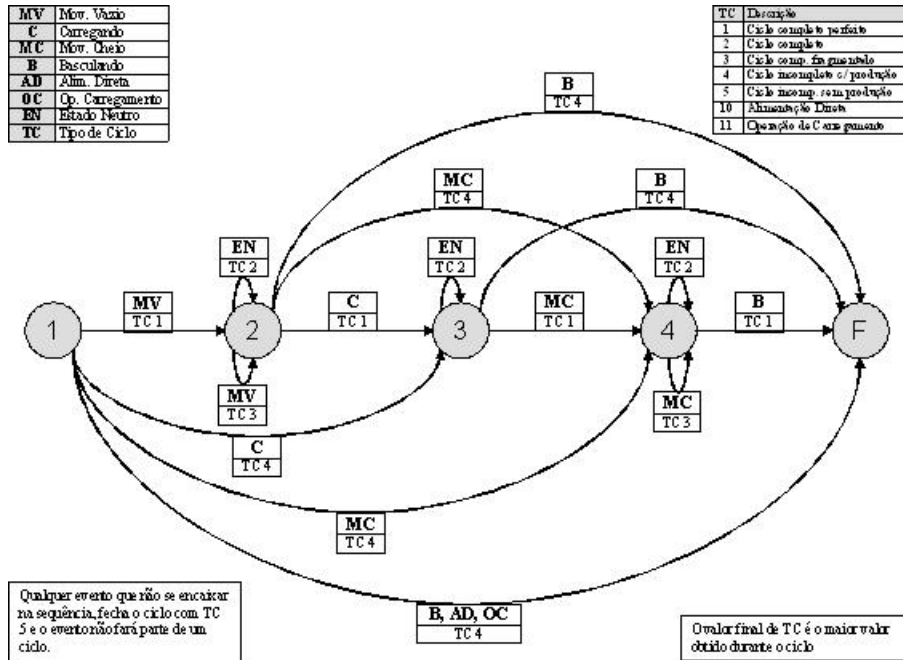 MV Mov. Vazio
C Carregando
MC Mov. Cheio
B Basculando
AD Alim. Direta
OC Op. Carregamento
EN Estado Neutro
TC Tipo de Ciclo
TC Descrição
1 Ciclo completo perfeito
2 Ciclo completo
3 Ciclo comp. fragmentado
4 Ciclo incompleto c/ produção
5 Ciclo incomp. sem produção
10 Alimentação Direta
11 Operação de Carregamento
B
TC 4
MC
TC 4
B
TC 4
EN
TC 2
EN
TC 2
EN
TC 2
MV
TC 1
C
TC 1
MC
TC 1
B
TC 1
1
2
3
4
F
MV
TC 3
MC
TC 3
C
TC 4
MC
TC 4
B, AD, OC
TC 4
Qualquer evento que não se encaixar
na sequência, fecha o ciclo com TC
5 e o evento não fará parte de um
ciclo.
O valor final de TC é o maior valor
obtido durante o ciclo